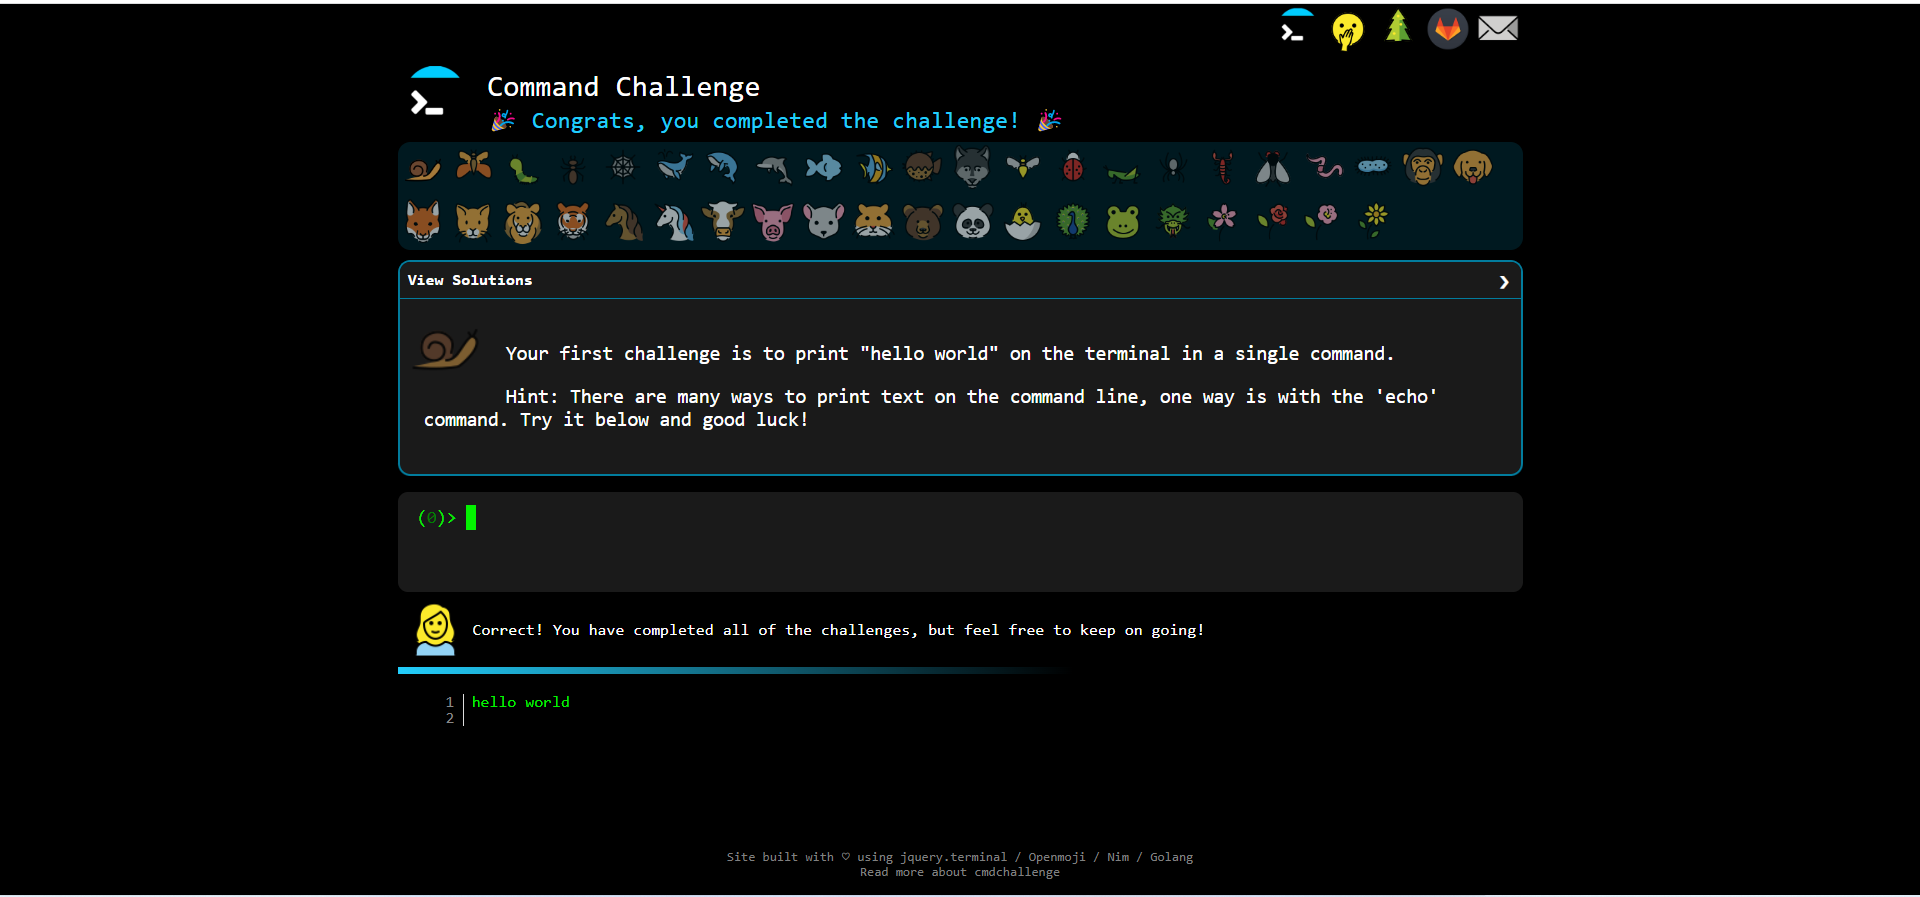 Command Challenge
🎉 Congrats, you completed the challenge! 🎉
View Solutions ❯
Your first challenge is to print "hello world" on the terminal in a single command.
Hint: There are many ways to print text on the command line, one way is with the 'echo'
command. Try it below and good luck!
(0)>
Correct! You have completed all of the challenges, but feel free to keep on going!
1 hello world
2
Site built with ♡ using jquery.terminal / Openmoji / Nim / Golang
Read more about cmdchallenge